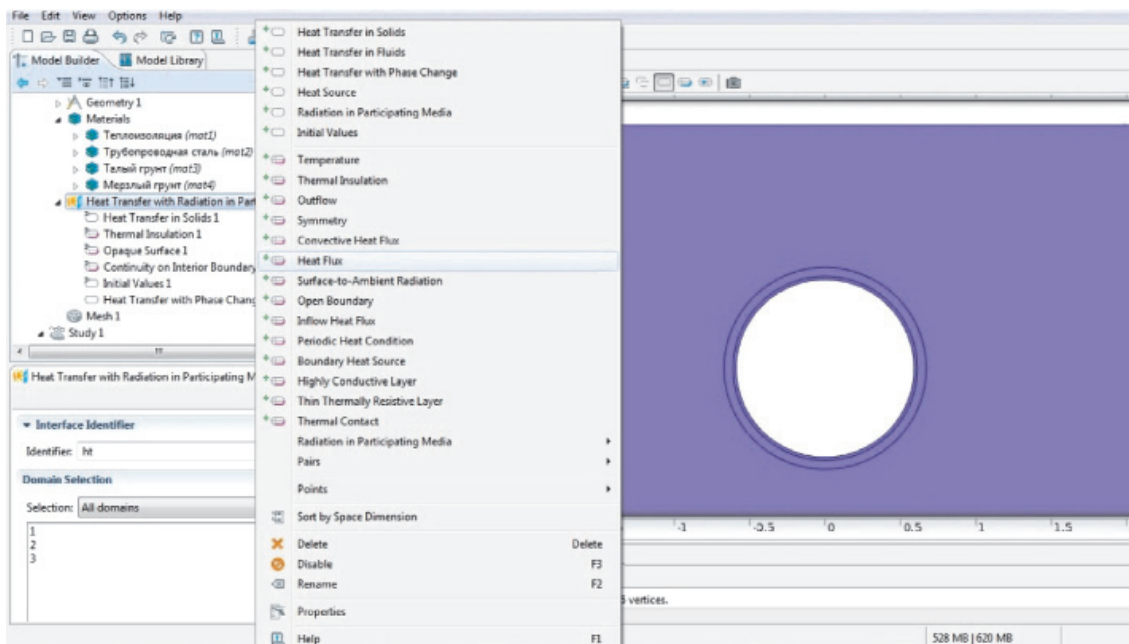 File Edit View Options Help
Model Builder Model Library
Geometry 1
Materials
Теплоизоляция (mat1)
Трубопроводная сталь (mat2)
Талый грунт (mat3)
Мерзлый грунт (mat4)
Heat Transfer with Radiation in Part
Heat Transfer in Solids 1
Thermal Insulation 1
Opaque Surface 1
Continuity on Interior Boundary
Initial Values 1
Heat Transfer with Phase Chang
Mesh 1
Study 1
Heat Transfer with Radiation in Participating M
Interface Identifier
Identifier: ht
Domain Selection
Selection: All domains
1
2
3
Heat Transfer in Solids
Heat Transfer in Fluids
Heat Transfer with Phase Change
Heat Source
Radiation in Participating Media
Initial Values
Temperature
Thermal Insulation
Outflow
Symmetry
Convective Heat Flux
Heat Flux
Surface-to-Ambient Radiation
Open Boundary
Inflow Heat Flux
Periodic Heat Condition
Boundary Heat Source
Highly Conductive Layer
Thin Thermally Resistive Layer
Thermal Contact
Radiation in Participating Media
Pairs
Points
Sort by Space Dimension
Delete Delete
Disable F3
Rename F2
Properties
Help F1
-1 -0.5 0 0.5 1 1.5
vertices.
528 MB | 620 MB